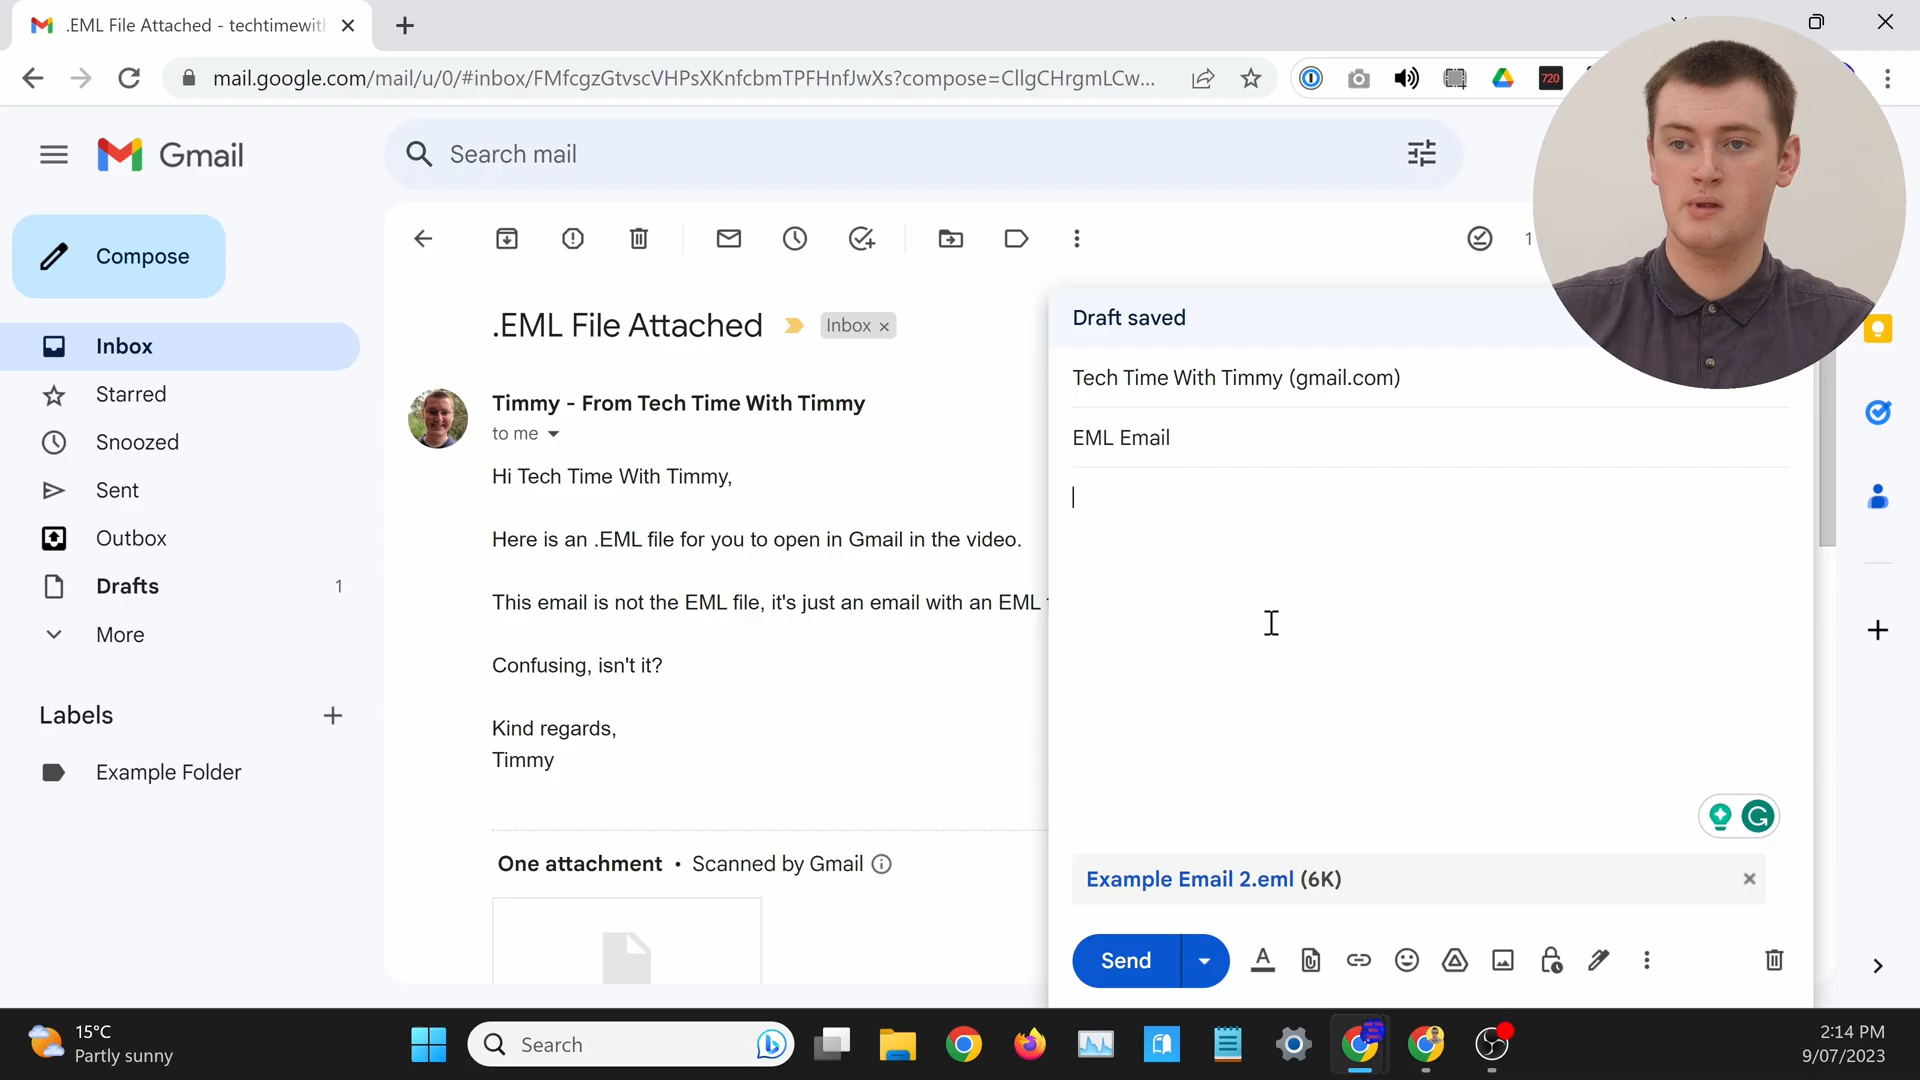 .EML File Attached - techtimewith
mail.google.com/mail/u/0/#inbox/FMfcgzGtvscVHPsXKnfcbmTPFHnfJwXs?compose=CllgCHrgmLCw...
720
Gmail
Search mail
Compose
1
.EML File Attached
Inbox ×
Draft saved
Inbox
Tech Time With Timmy (gmail.com)
Starred
Timmy - From Tech Time With Timmy
to me
EML Email
Snoozed
Hi Tech Time With Timmy,
Sent
Here is an .EML file for you to open in Gmail in the video.
Outbox
Drafts 1
This email is not the EML file, it's just an email with an EML
More
Confusing, isn't it?
Labels
Kind regards,
Timmy
Example Folder
One attachment • Scanned by Gmail
Example Email 2.eml (6K)
Send
15°C
Partly sunny
Search
2:14 PM
9/07/2023